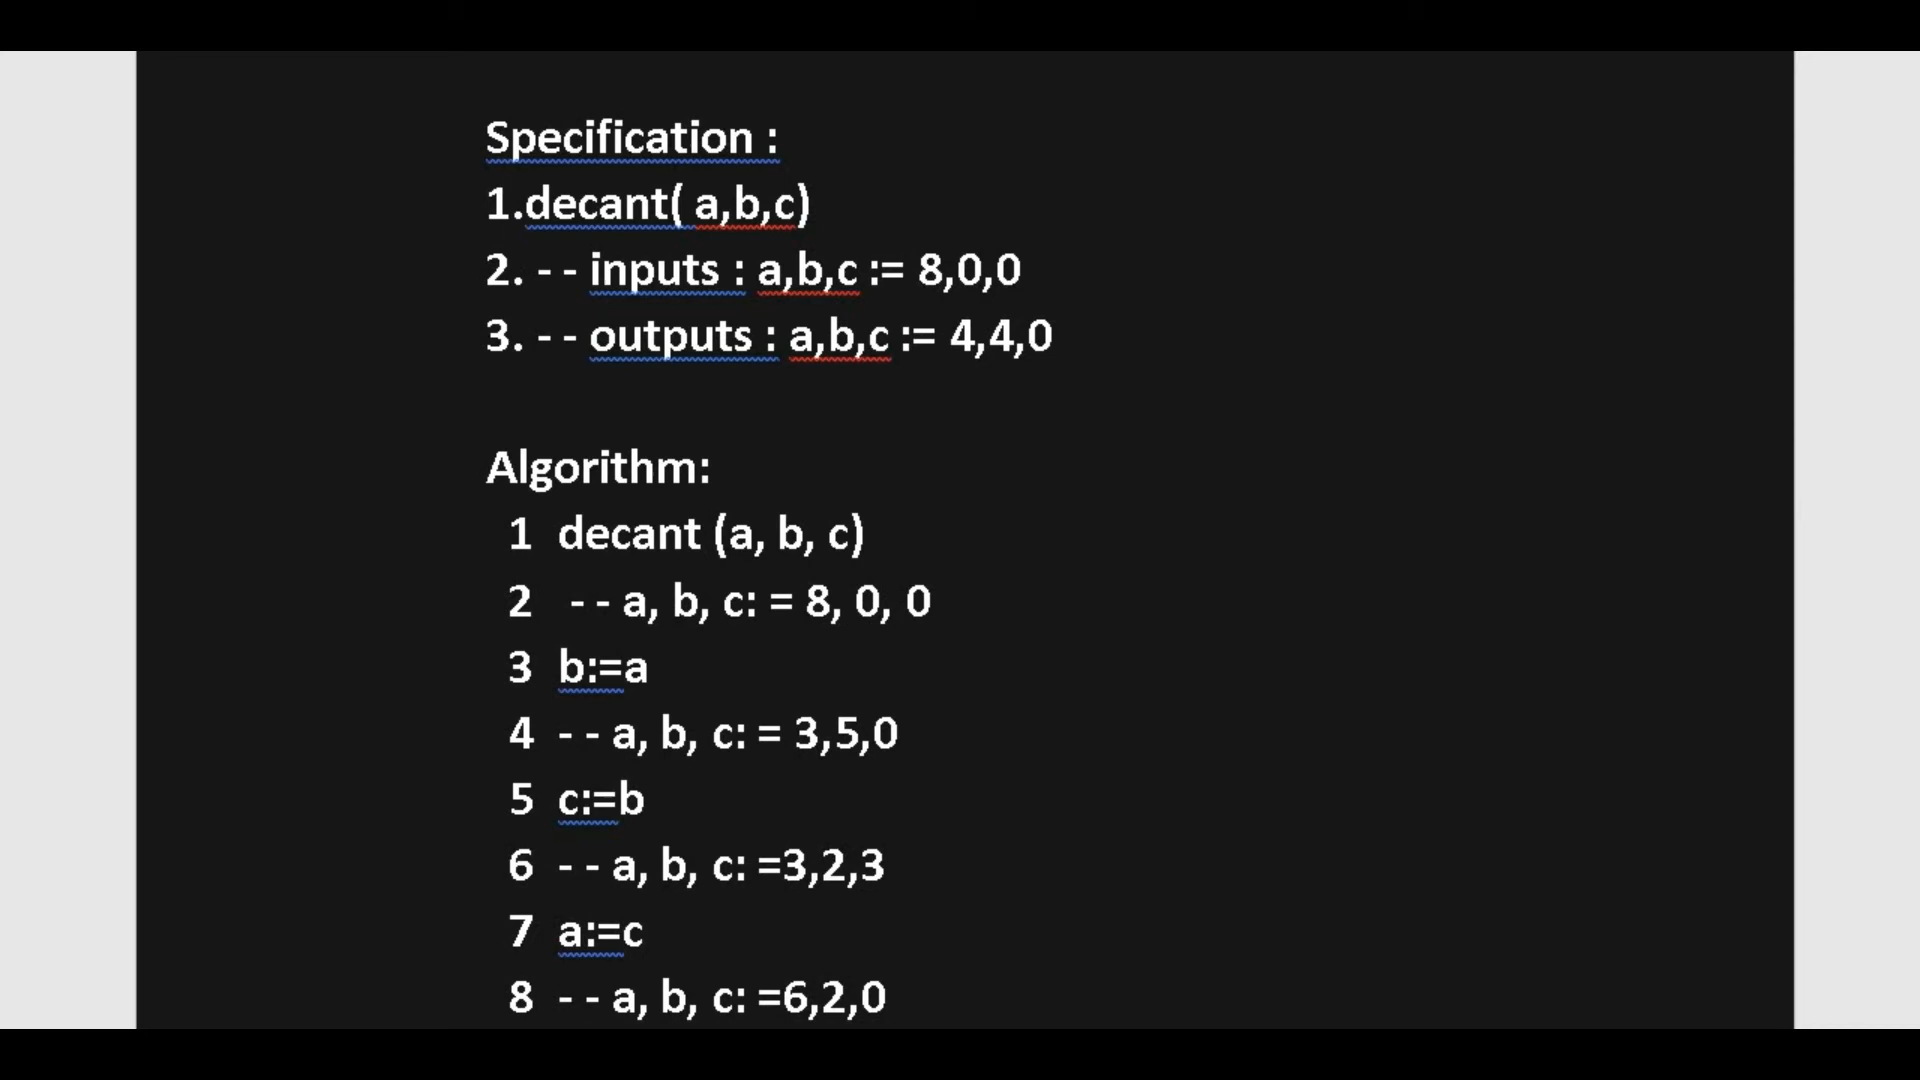 Specification :
1.decant( a,b,c)
2. - - inputs : a,b,c := 8,0,0
3. - - outputs : a,b,c := 4,4,0
Algorithm:
1 decant (a, b, c)
2 - - a, b, c: = 8, 0, 0
3 b:=a
4 - - a, b, c: = 3,5,0
5 c:=b
6 - - a, b, c: =3,2,3
7 a:=c
8 - - a, b, c: =6,2,0